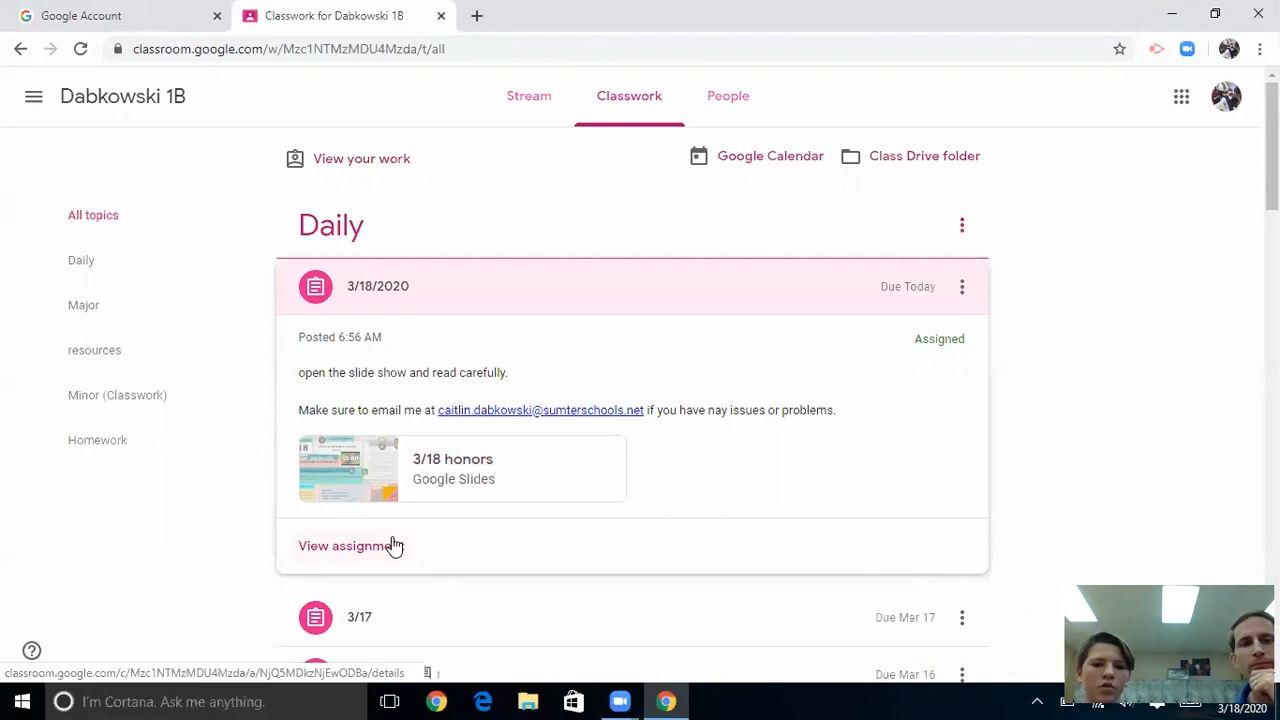 Google Account
Classwork for Dabkowski 1B
classroom.google.com/w/Mzc1NTMzMDU4Mzda/t/all
Dabkowski 1B
Stream
Classwork
People
View your work
Google Calendar
Class Drive folder
All topics
Daily
Major
resources
Minor (Classwork)
Homework
Daily
3/18/2020
Due Today
Posted 6:56 AM
Assigned
open the slide show and read carefully.
Make sure to email me at caitlin.dabkowski@sumterschools.net if you have nay issues or problems.
3/18 honors
Google Slides
View assignme
3/17
Due Mar 17
Due Mar 16
classroom.google.com/c/Mzc1NTMzMDU4Mzda/a/NjQ5MDkzNjEwODBa/details
1
I'm Cortana. Ask me anything.
3/18/2020